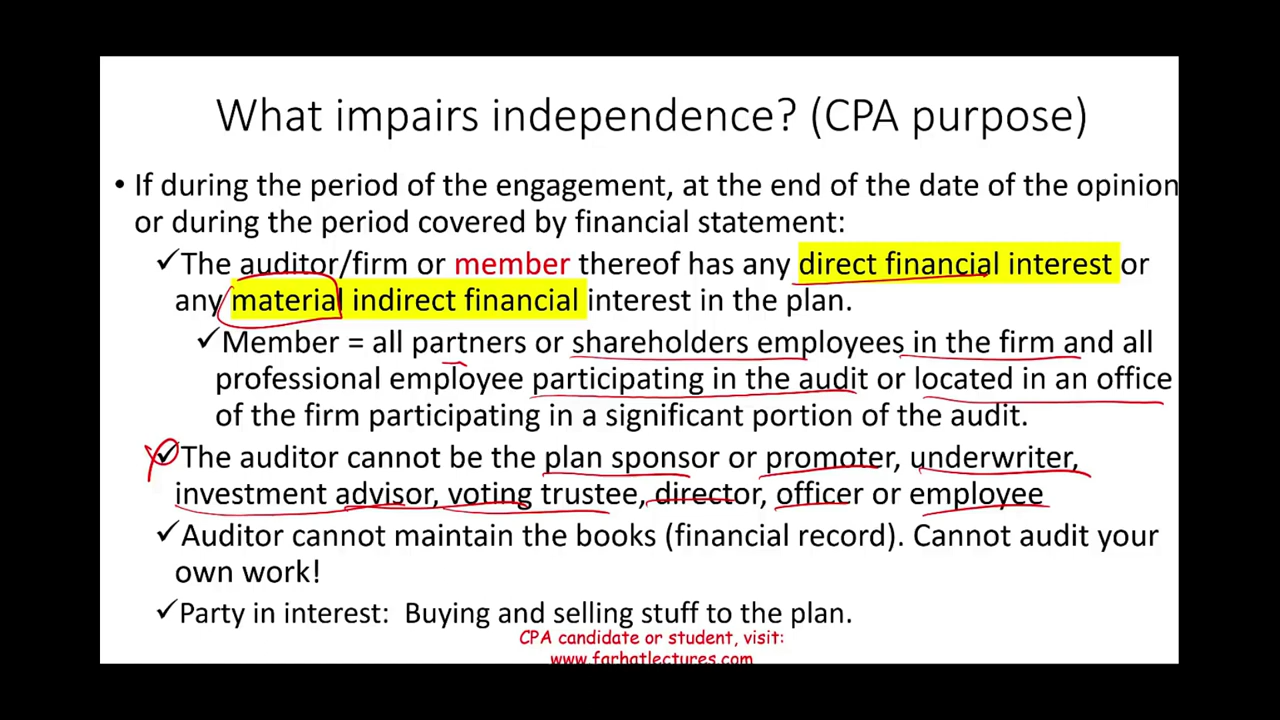 What impairs independence? (CPA purpose)
• If during the period of the engagement, at the end of the date of the opinion
or during the period covered by financial statement:
✓The auditor/firm or member thereof has any direct financial interest or
any material indirect financial interest in the plan.
✓Member = all partners or shareholders employees in the firm and all
professional employee participating in the audit or located in an office
of the firm participating in a significant portion of the audit.
✓The auditor cannot be the plan sponsor or promoter, underwriter,
investment advisor, voting trustee, director, officer or employee
✓Auditor cannot maintain the books (financial record). Cannot audit your
own work!
✓Party in interest: Buying and selling stuff to the plan.
CPA candidate or student, visit:
www.farhatlectures.com